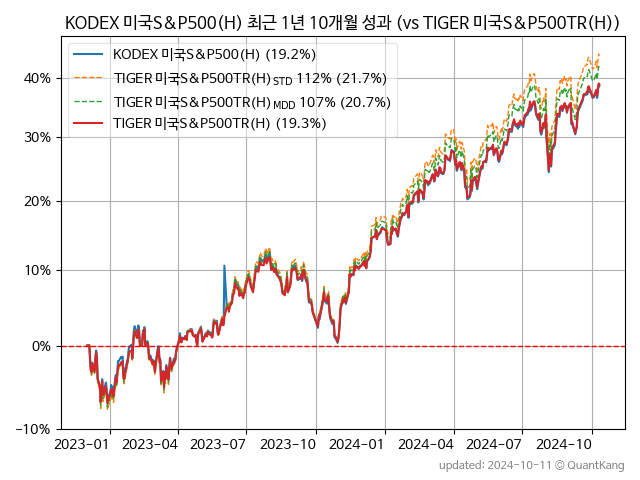 KODEX 미국S&P500(H) 최근 1년 10개월 성과 (vs TIGER 미국S&P500TR(H))
KODEX 미국S&P500(H) (19.2%)
TIGER 미국S&P500TR(H) STD 112% (21.7%)
TIGER 미국S&P500TR(H) MDD 107% (20.7%)
TIGER 미국S&P500TR(H) (19.3%)
40%
30%
20%
10%
0%
−10%
2023-01 2023-04 2023-07 2023-10 2024-01 2024-04 2024-07 2024-10
updated: 2024-10-11 © QuantKang